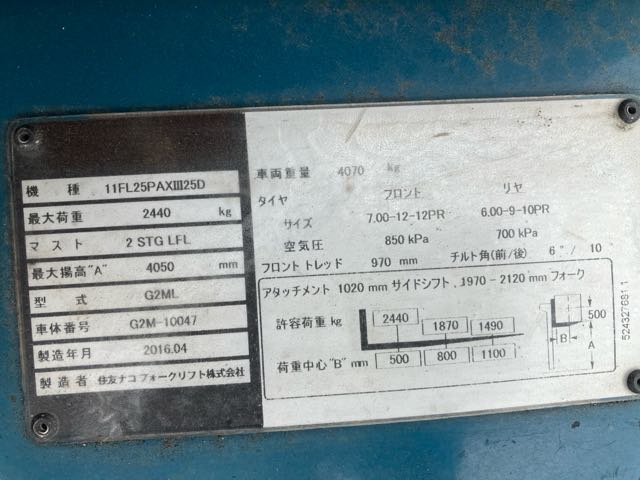 機種 11FL25PAXⅢ25D
最大荷重 2440 kg
マスト 2 STG LFL
最大揚高"A" 4050 mm
型式 G2ML
車体番号 G2M-10047
製造年月 2016.04
製造者 住友ナコフォークリフト株式会社
車両重量 4070 kg
タイヤ フロント リヤ
サイズ 7.00-12-12PR 6.00-9-10PR
空気圧 850 kPa 700 kPa
フロント トレッド 970 mm チルト角(前/後) 6°/ 10°
アタッチメント 1020 mm サイドシフト , 1970 - 2120 mm フォーク
許容荷重 kg 2440 1870 1490
荷重中心 "B" mm 500 800 1100
500
B
A
524327681.1